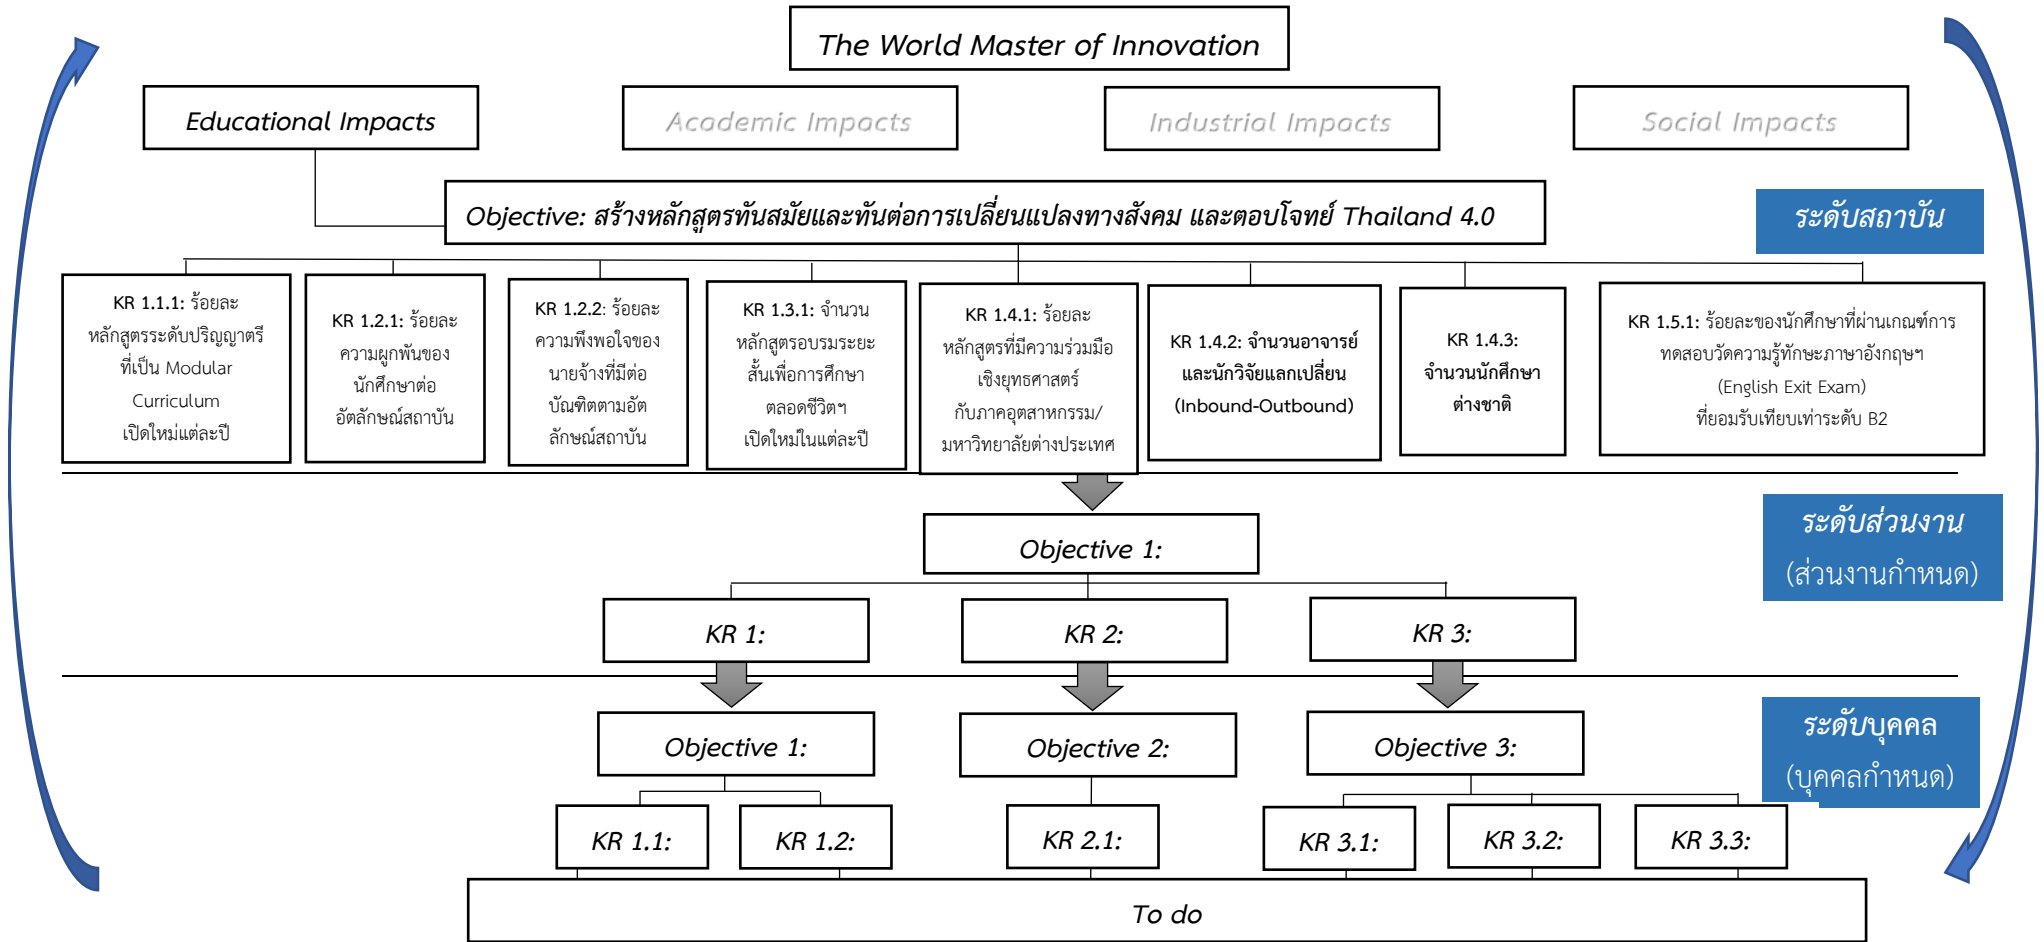 The World Master of Innovation
Educational Impacts
Academic Impacts
Industrial Impacts
Social Impacts
Objective: สร้างหลักสูตรทันสมัยและทันต่อการเปลี่ยนแปลงทางสังคม และตอบโจทย์ Thailand 4.0
ระดับสถาบัน
KR 1.1.1: ร้อยละ
หลักสูตรระดับปริญญาตรี
ที่เป็น Modular
Curriculum
เปิดใหม่แต่ละปี
KR 1.2.1: ร้อยละ
ความผูกพันของ
นักศึกษาต่อ
อัตลักษณ์สถาบัน
KR 1.2.2: ร้อยละ
ความพึงพอใจของ
นายจ้างที่มีต่อ
บัณฑิตตามอัต
ลักษณ์สถาบัน
KR 1.3.1: จำนวน
หลักสูตรอบรมระยะ
สั้นเพื่อการศึกษา
ตลอดชีวิตฯ
เปิดใหม่ในแต่ละปี
KR 1.4.1: ร้อยละ
หลักสูตรที่มีความร่วมมือ
เชิงยุทธศาสตร์
กับภาคอุตสาหกรรม/
มหาวิทยาลัยต่างประเทศ
KR 1.4.2: จำนวนอาจารย์
และนักวิจัยแลกเปลี่ยน
(Inbound-Outbound)
KR 1.4.3:
จำนวนนักศึกษา
ต่างชาติ
KR 1.5.1: ร้อยละของนักศึกษาที่ผ่านเกณฑ์การ
ทดสอบวัดความรู้ทักษะภาษาอังกฤษฯ
(English Exit Exam)
ที่ยอมรับเทียบเท่าระดับ B2
ระดับส่วนงาน
(ส่วนงานกำหนด)
Objective 1:
KR 1:
KR 2:
KR 3:
ระดับบุคคล
(บุคคลกำหนด)
Objective 1:
Objective 2:
Objective 3:
KR 1.1:
KR 1.2:
KR 2.1:
KR 3.1:
KR 3.2:
KR 3.3:
To do